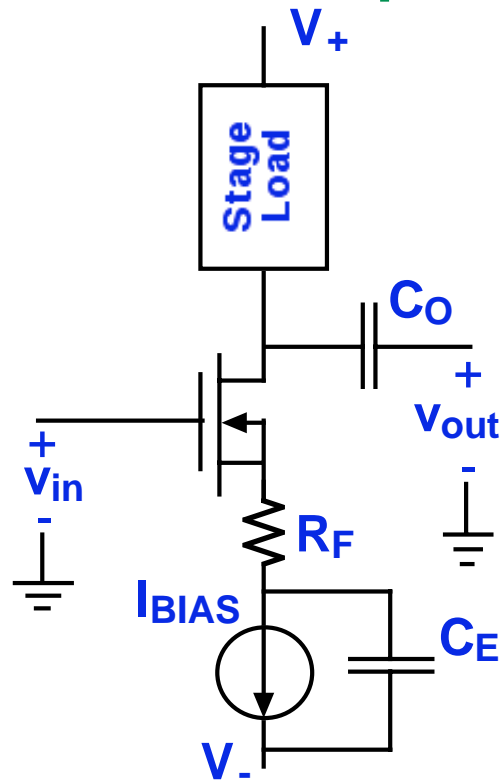 V+
Stage
Load
CO
+
vout
-
+
vin
-
RF
IBIAS
CE
V-